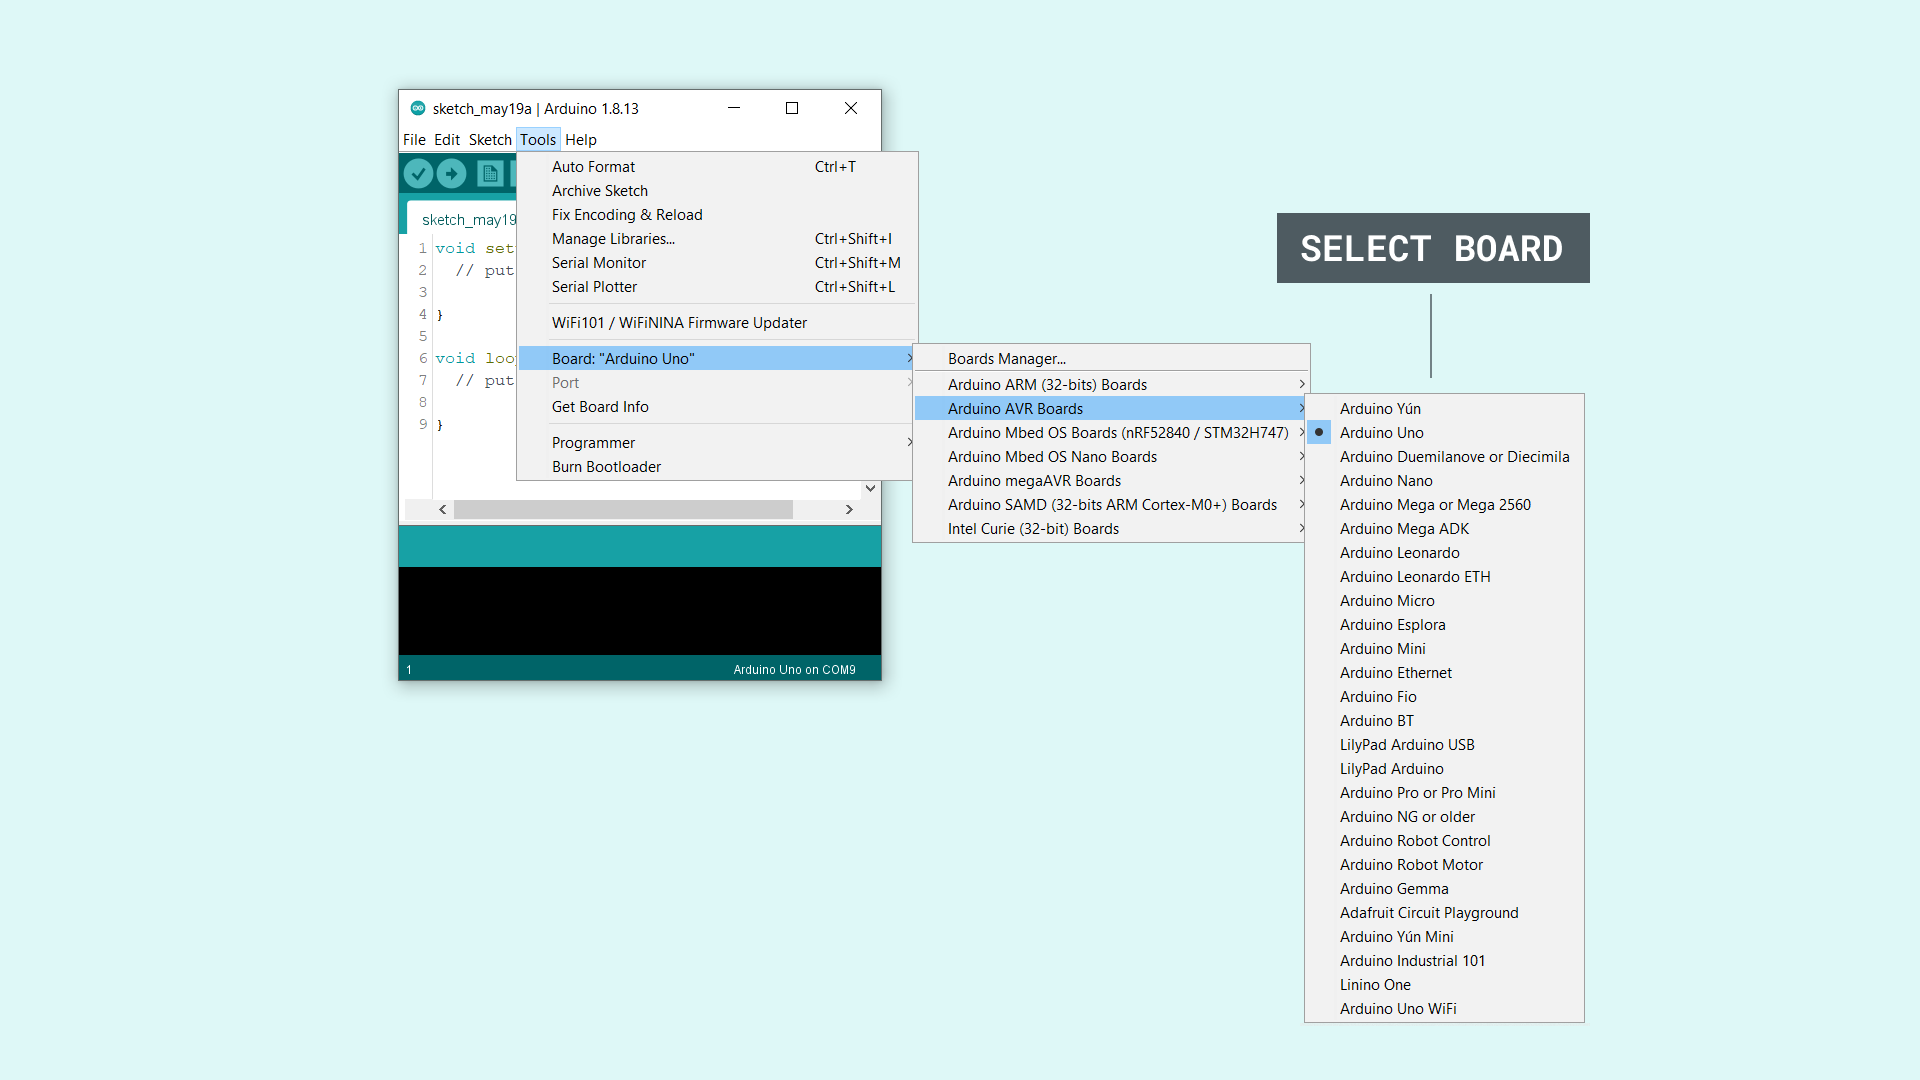 sketch_may19a | Arduino 1.8.13
File Edit Sketch Tools Help
sketch_may19
1 void set
2 // put
3
4 }
5
6 void loo
7 // put
8
9 }
Auto Format Ctrl+T
Archive Sketch
Fix Encoding & Reload
Manage Libraries... Ctrl+Shift+I
Serial Monitor Ctrl+Shift+M
Serial Plotter Ctrl+Shift+L
WiFi101 / WiFiNINA Firmware Updater
Board: "Arduino Uno"
Port
Get Board Info
Programmer
Burn Bootloader
1 Arduino Uno on COM9
Boards Manager...
Arduino ARM (32-bits) Boards
Arduino AVR Boards
Arduino Mbed OS Boards (nRF52840 / STM32H747)
Arduino Mbed OS Nano Boards
Arduino megaAVR Boards
Arduino SAMD (32-bits ARM Cortex-M0+) Boards
Intel Curie (32-bit) Boards
SELECT BOARD
Arduino Yún
Arduino Uno
Arduino Duemilanove or Diecimila
Arduino Nano
Arduino Mega or Mega 2560
Arduino Mega ADK
Arduino Leonardo
Arduino Leonardo ETH
Arduino Micro
Arduino Esplora
Arduino Mini
Arduino Ethernet
Arduino Fio
Arduino BT
LilyPad Arduino USB
LilyPad Arduino
Arduino Pro or Pro Mini
Arduino NG or older
Arduino Robot Control
Arduino Robot Motor
Arduino Gemma
Adafruit Circuit Playground
Arduino Yún Mini
Arduino Industrial 101
Linino One
Arduino Uno WiFi